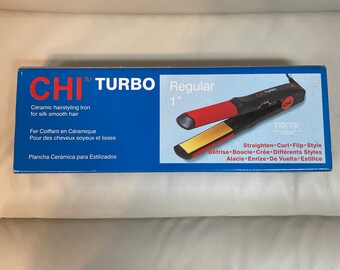 CHI™ TURBO
Ceramic hairstyling Iron
for silk smooth hair
Fer Coiffant en Céramique
Pour des cheveux soyeux et lisses
Plancha Cerámica para Estilizados
Regular
1"
FAROUK
Straighten • Curl • Flip • Style
Défrise • Boucle • Crée • Différents Styles
Alacie • Enrize • De Vuelta • Estilice